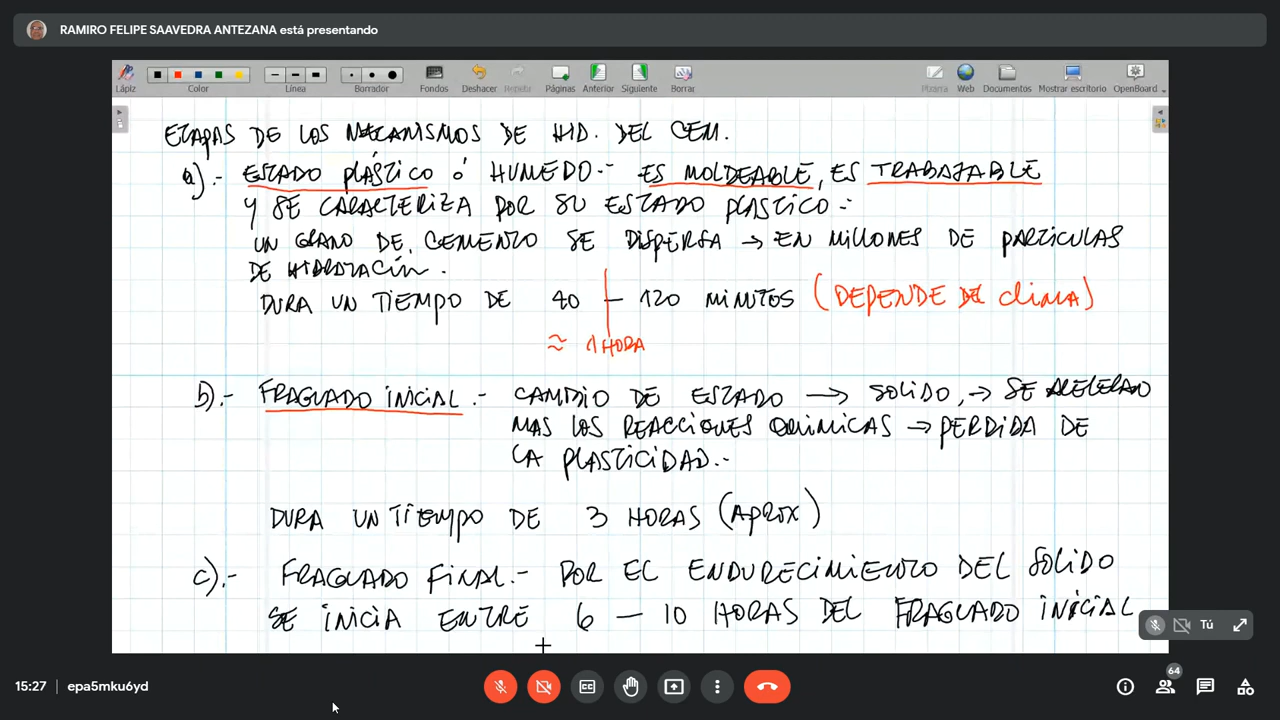 RAMIRO FELIPE SAAVEDRA ANTEZANA está presentando
Lápiz Color Línea Borrador Fondos Deshacer Repetir Páginas Anterior Siguiente Borrar Pizarra Web Documentos Mostrar escritorio OpenBoard
ETAPAS DE LOS MECANISMOS DE HID. DEL CEM.
a).- ESTADO PLÁSTICO ó HUMEDO.- ES MOLDEABLE, ES TRABAJABLE
Y SE CARACTERIZA POR SU ESTADO PLASTICO.-
UN GRANO DE CEMENTO SE DISPERSA → EN MILLONES DE PARTICULAS
DE HIDRATACIÓN.
DURA UN TIEMPO DE 40 — 120 MINUTOS (DEPENDE DE CLIMA)
≈ 1 HORA
b).- FRAGUADO INICIAL.- CAMBIO DE ESTADO → SOLIDO, → SE ACELERAN
MAS LOS REACCIONES QUIMICAS → PERDIDA DE
LA PLASTICIDAD.-
DURA UN TIEMPO DE 3 HORAS (APROX)
c).- FRAGUADO FINAL.- POR EL ENDURECIMIENTO DEL SOLIDO
SE INICIA ENTRE 6 — 10 HORAS DEL FRAGUADO INICIAL
Tú
15:27 | epa5mku6yd
64